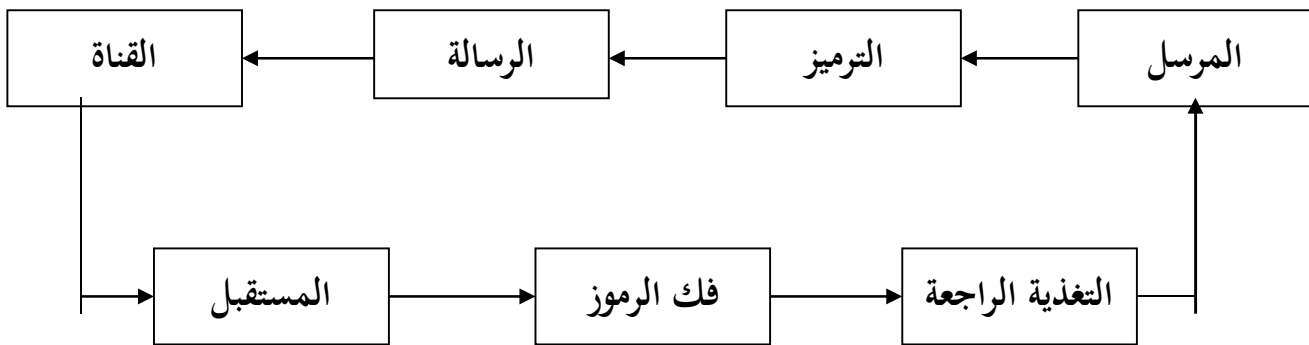 المرسل
الترميز
الرسالة
القناة
المستقبل
فك الرموز
التغذية الراجعة